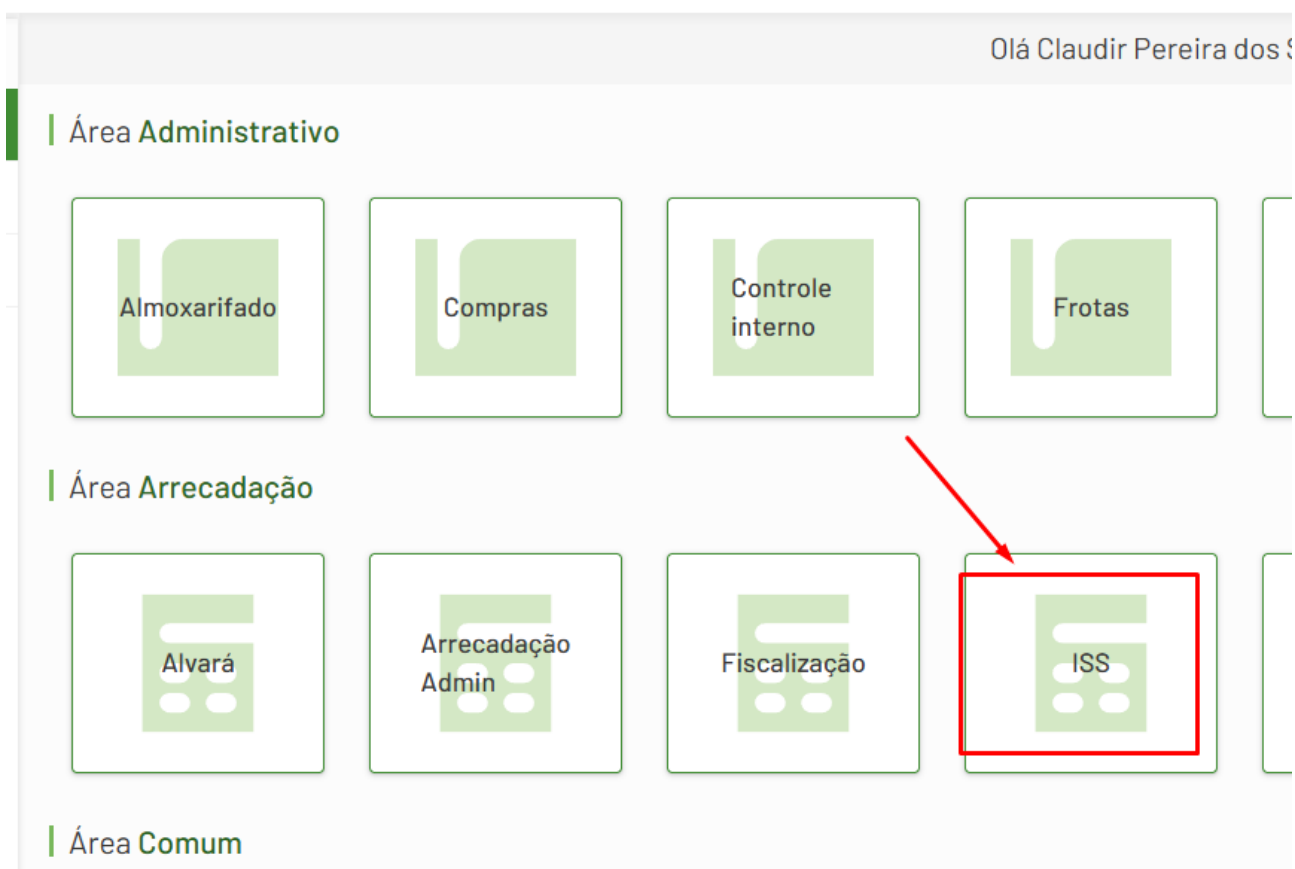 Olá Claudir Pereira dos
Área Administrativo
Almoxarifado
Compras
Controle
interno
Frotas
Área Arrecadação
Alvará
Arrecadação
Admin
Fiscalização
ISS
Área Comum